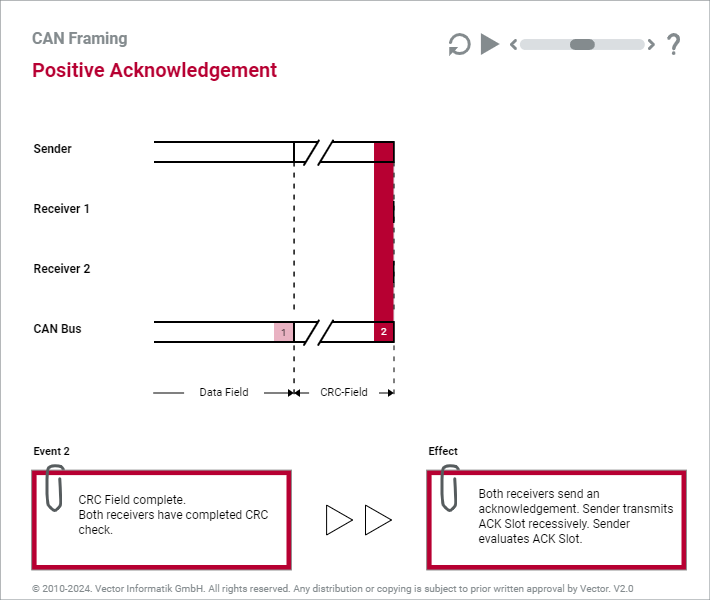 CAN Framing
Positive Acknowledgement
?
Sender
Receiver 1
Receiver 2
CAN Bus
1
2
Data Field
CRC-Field
Event 2
CRC Field complete.
Both receivers have completed CRC
check.
Effect
Both receivers send an
acknowledgement. Sender transmits
ACK Slot recessively. Sender
evaluates ACK Slot.
© 2010-2024. Vector Informatik GmbH. All rights reserved. Any distribution or copying is subject to prior written approval by Vector. V2.0